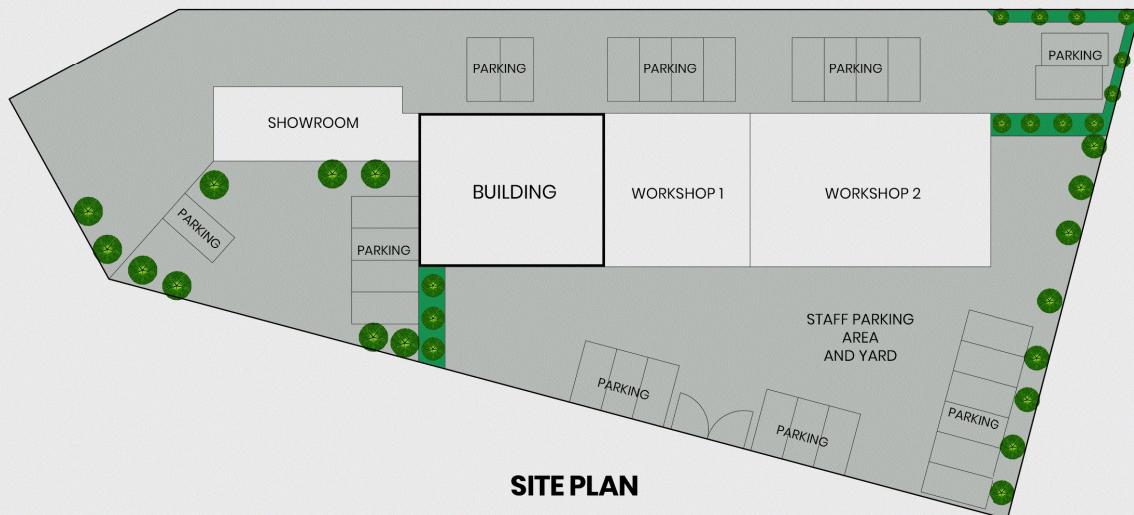 PARKING
PARKING
PARKING
PARKING
SHOWROOM
BUILDING
WORKSHOP 1
WORKSHOP 2
PARKING
PARKING
STAFF PARKING
AREA
AND YARD
PARKING
PARKING
PARKING
SITE PLAN